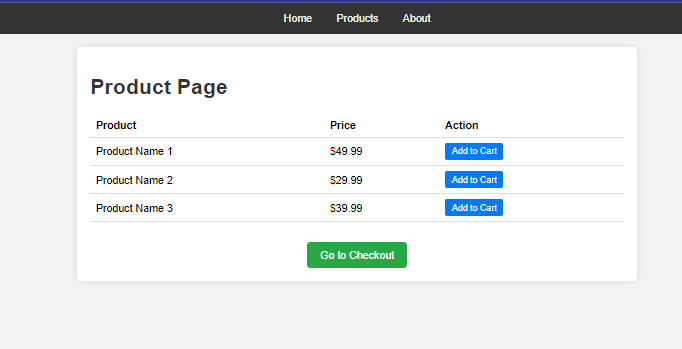 Home Products About
Product Page
Product Price Action
Product Name 1 $49.99 Add to Cart
Product Name 2 $29.99 Add to Cart
Product Name 3 $39.99 Add to Cart
Go to Checkout